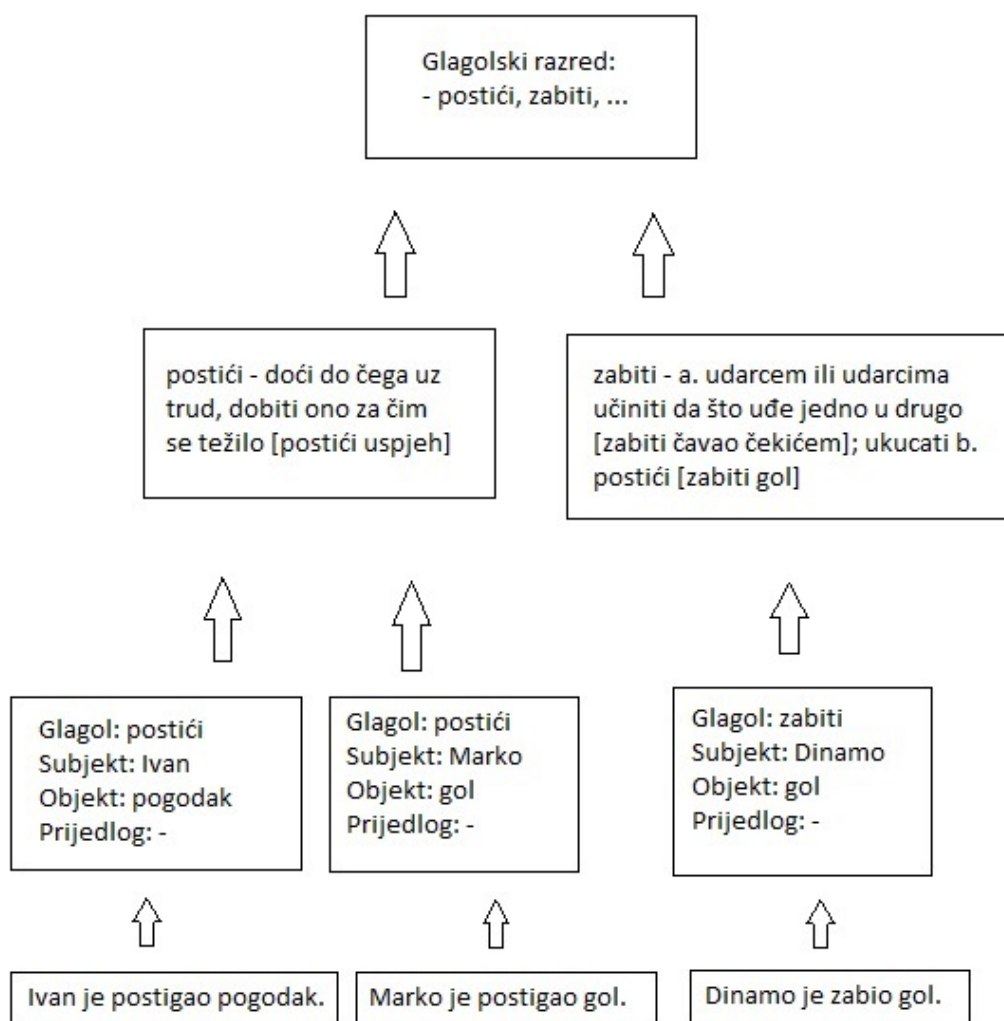 Glagolski razred:
- postići, zabiti, ...
postići - doći do čega uz
trud, dobiti ono za čim
se težilo [postići uspjeh]
zabiti - a. udarcem ili udarcima
učiniti da što uđe jedno u drugo
[zabiti čavao čekićem]; ukucati b.
postići [zabiti gol]
Glagol: postići
Subjekt: Ivan
Objekt: pogodak
Prijedlog: -
Glagol: postići
Subjekt: Marko
Objekt: gol
Prijedlog: -
Glagol: zabiti
Subjekt: Dinamo
Objekt: gol
Prijedlog: -
Ivan je postigao pogodak.
Marko je postigao gol.
Dinamo je zabio gol.